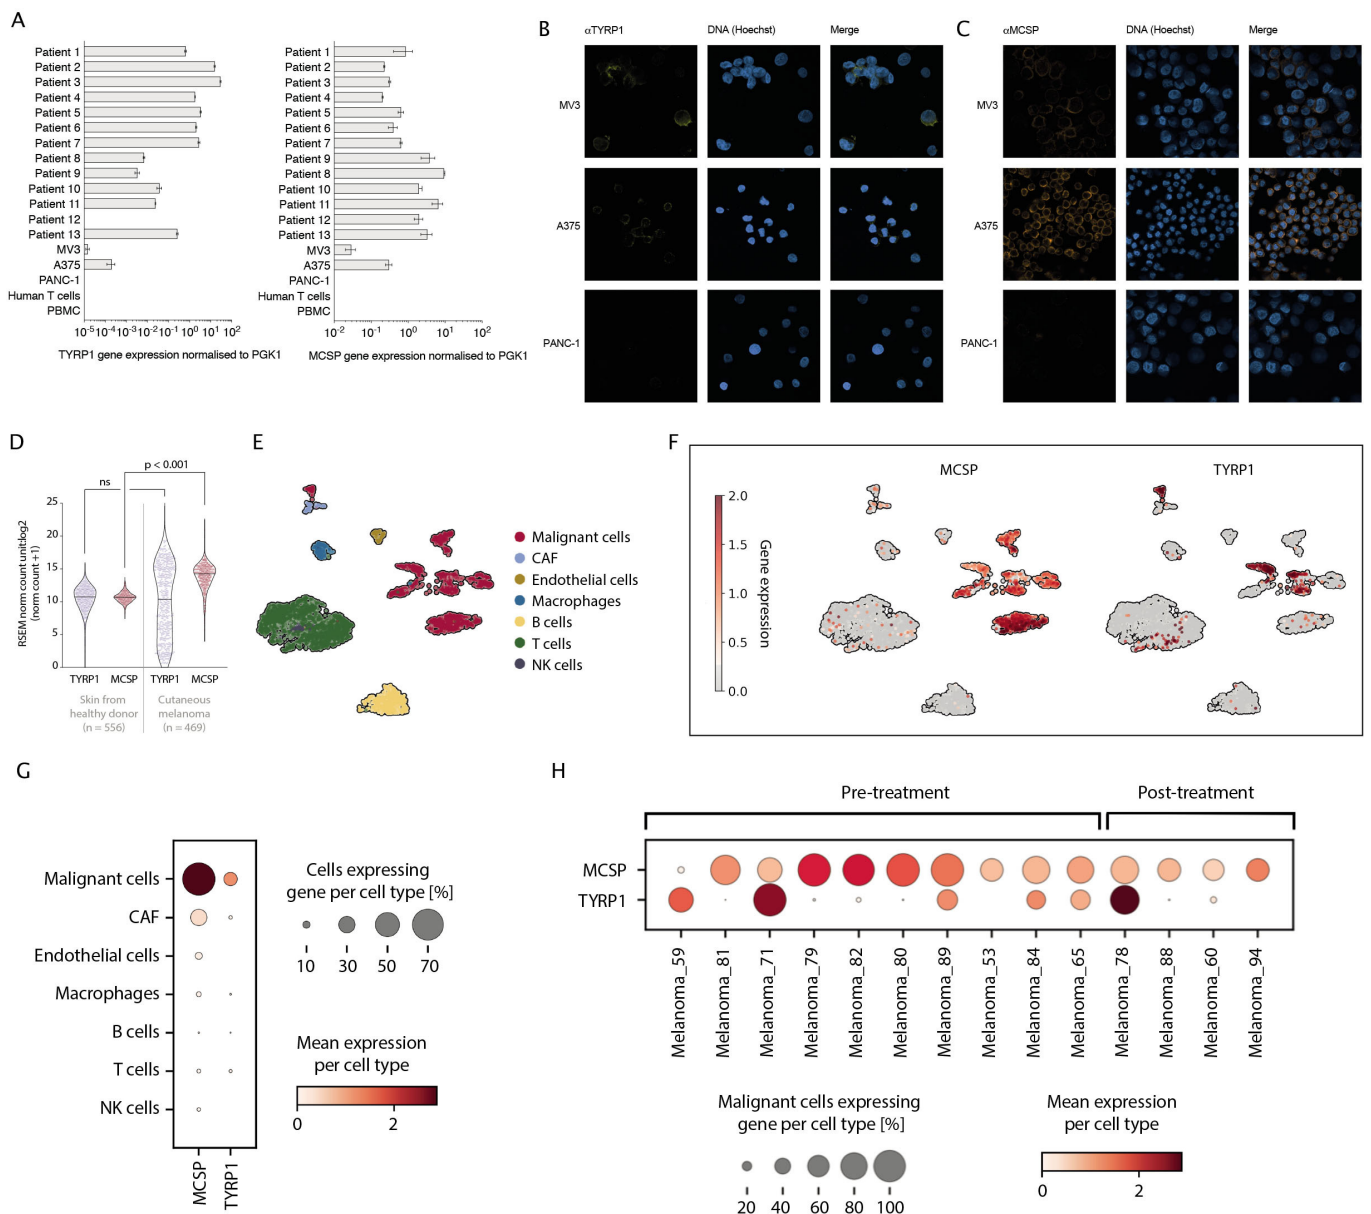 A
Patient 1
Patient 2
Patient 3
Patient 4
Patient 5
Patient 6
Patient 7
Patient 8
Patient 9
Patient 10
Patient 11
Patient 12
Patient 13
MV3
A375
PANC-1
Human T cells
PBMC
10-5 10-4 10-3 10-2 10-1 10^0 10^1 10^2
TYRP1 gene expression normalised to PGK1
Patient 1
Patient 2
Patient 3
Patient 4
Patient 5
Patient 6
Patient 7
Patient 9
Patient 8
Patient 10
Patient 11
Patient 12
Patient 13
MV3
A375
PANC-1
Human T cells
PBMC
10-2 10-1 10^0 10^1 10^2
MCSP gene expression normalised to PGK1
B
αTYRP1 DNA (Hoechst) Merge
MV3
A375
PANC-1
C
αMCSP DNA (Hoechst) Merge
MV3
A375
PANC-1
D
p < 0.001
ns
25
20
15
10
5
0
RSEM norm count unit:log2
(norm count +1)
TYRP1 MCSP TYRP1 MCSP
Skin from
healthy donor
(n = 556)
Cutaneous
melanoma
(n = 469)
E
Malignant cells
CAF
Endothelial cells
Macrophages
B cells
T cells
NK cells
F
MCSP TYRP1
2.0
1.5
1.0
0.5
0.0
Gene expression
G
Malignant cells
CAF
Endothelial cells
Macrophages
B cells
T cells
NK cells
MCSP
TYRP1
Cells expressing
gene per cell type [%]
10 30 50 70
Mean expression
per cell type
0 2
H
Pre-treatment Post-treatment
MCSP
TYRP1
Melanoma_59
Melanoma_81
Melanoma_71
Melanoma_79
Melanoma_82
Melanoma_80
Melanoma_89
Melanoma_53
Melanoma_84
Melanoma_65
Melanoma_78
Melanoma_88
Melanoma_60
Melanoma_94
Malignant cells expressing
gene per cell type [%]
20 40 60 80 100
Mean expression
per cell type
0 2